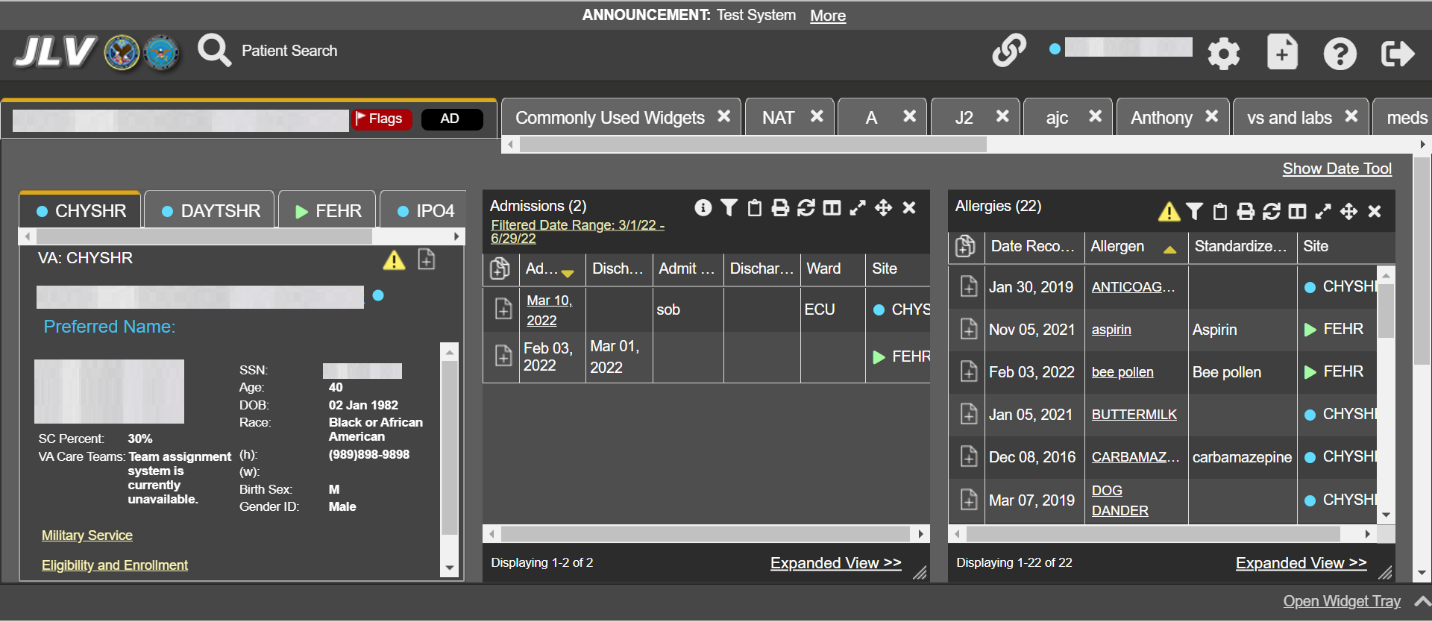 ANNOUNCEMENT: Test System More
JLV Patient Search
Flags AD
Commonly Used Widgets NAT A J2 ajc Anthony vs and labs meds
Show Date Tool
CHYSHR DAYTSHR FEHR IPO4
VA: CHYSHR
Preferred Name:
SSN:
Age: 40
DOB: 02 Jan 1982
Race: Black or African
American
SC Percent: 30%
VA Care Teams: Team assignment
system is
currently
unavailable.
(h): (989)898-9898
(w):
Birth Sex: M
Gender ID: Male
Military Service
Eligibility and Enrollment
Admissions (2)
Filtered Date Range: 3/1/22 -
6/29/22
Ad... Disch... Admit ... Dischar... Ward Site
Mar 10,
2022 sob ECU CHYS
Feb 03,
2022
Mar 01,
2022
FEHR
Displaying 1-2 of 2 Expanded View >>
Allergies (22)
Date Reco... Allergen Standardize... Site
Jan 30, 2019 ANTICOAG... CHYSH
Nov 05, 2021 aspirin Aspirin FEHR
Feb 03, 2022 bee pollen Bee pollen FEHR
Jan 05, 2021 BUTTERMILK CHYSH
Dec 08, 2016 CARBAMAZ... carbamazepine CHYSH
Mar 07, 2019 DOG
DANDER CHYSH
Displaying 1-22 of 22 Expanded View >>
Open Widget Tray